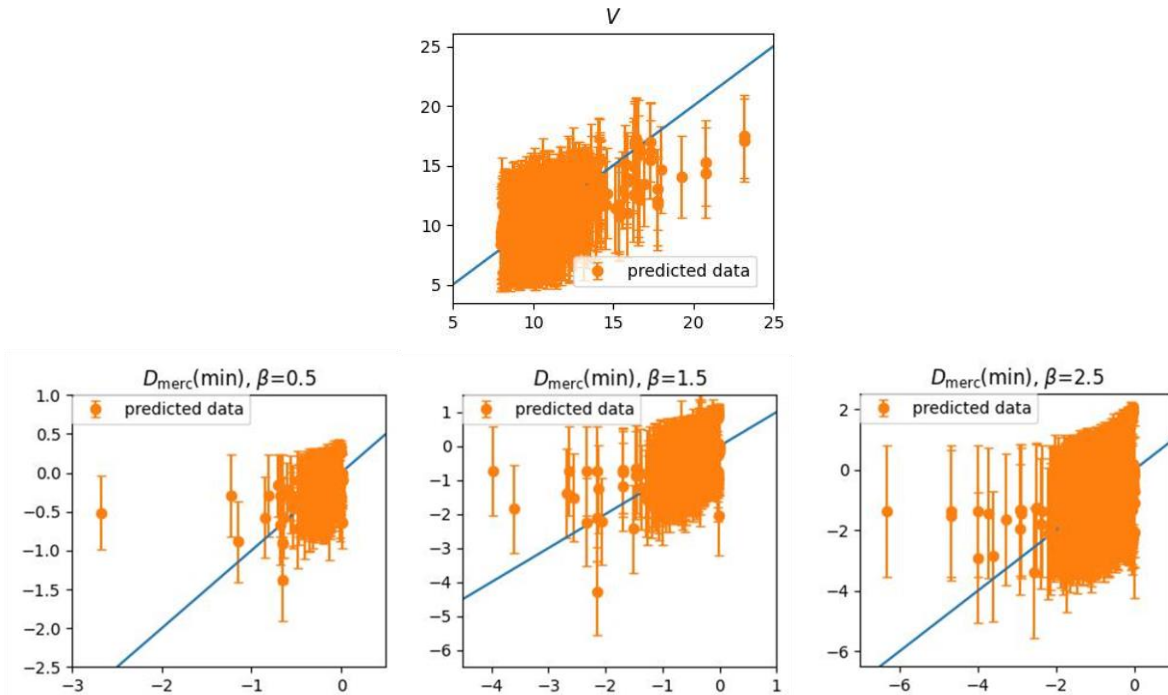 V
25
20
15
10
5
predicted data
5 10 15 20 25
D_merc(min), β=0.5
1.0
0.5
0.0
−0.5
−1.0
−1.5
−2.0
−2.5
predicted data
−3 −2 −1 0
D_merc(min), β=1.5
1
0
−1
−2
−3
−4
−5
−6
predicted data
−4 −3 −2 −1 0 1
D_merc(min), β=2.5
2
0
−2
−4
−6
predicted data
−6 −4 −2 0